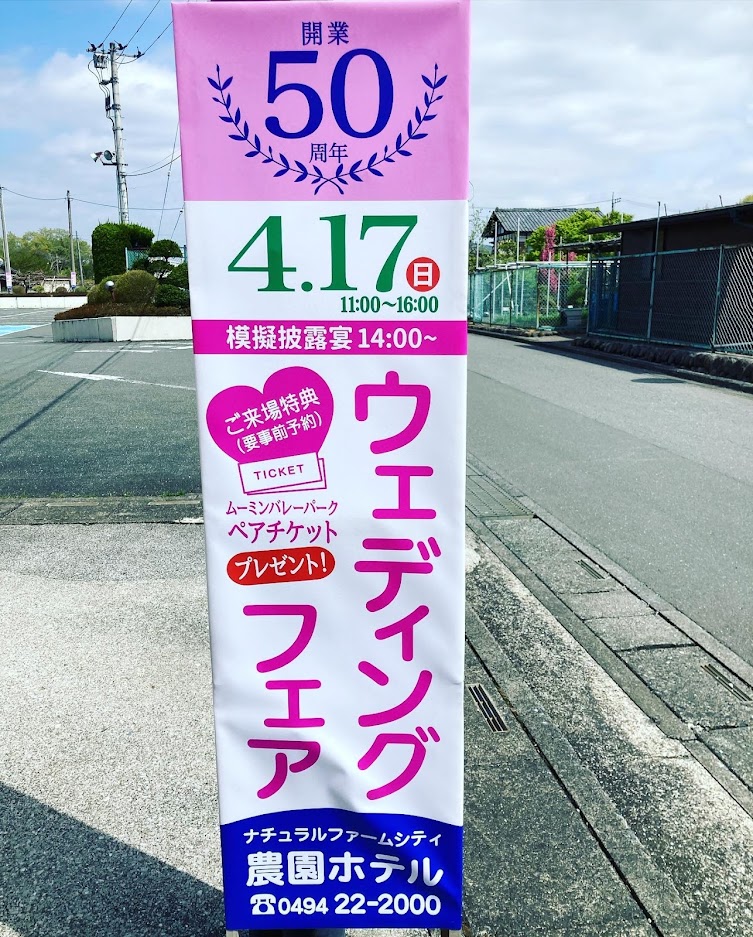 開業
50
周年
4.17日
11:00～16:00
模擬披露宴 14:00~
ウェディング
フェア
ご来場特典
(要事前予約)
TICKET
ムーミンバレーパーク
ペアチケット
プレゼント!
ナチュラルファームシティ
農園ホテル
☎0494 22-2000